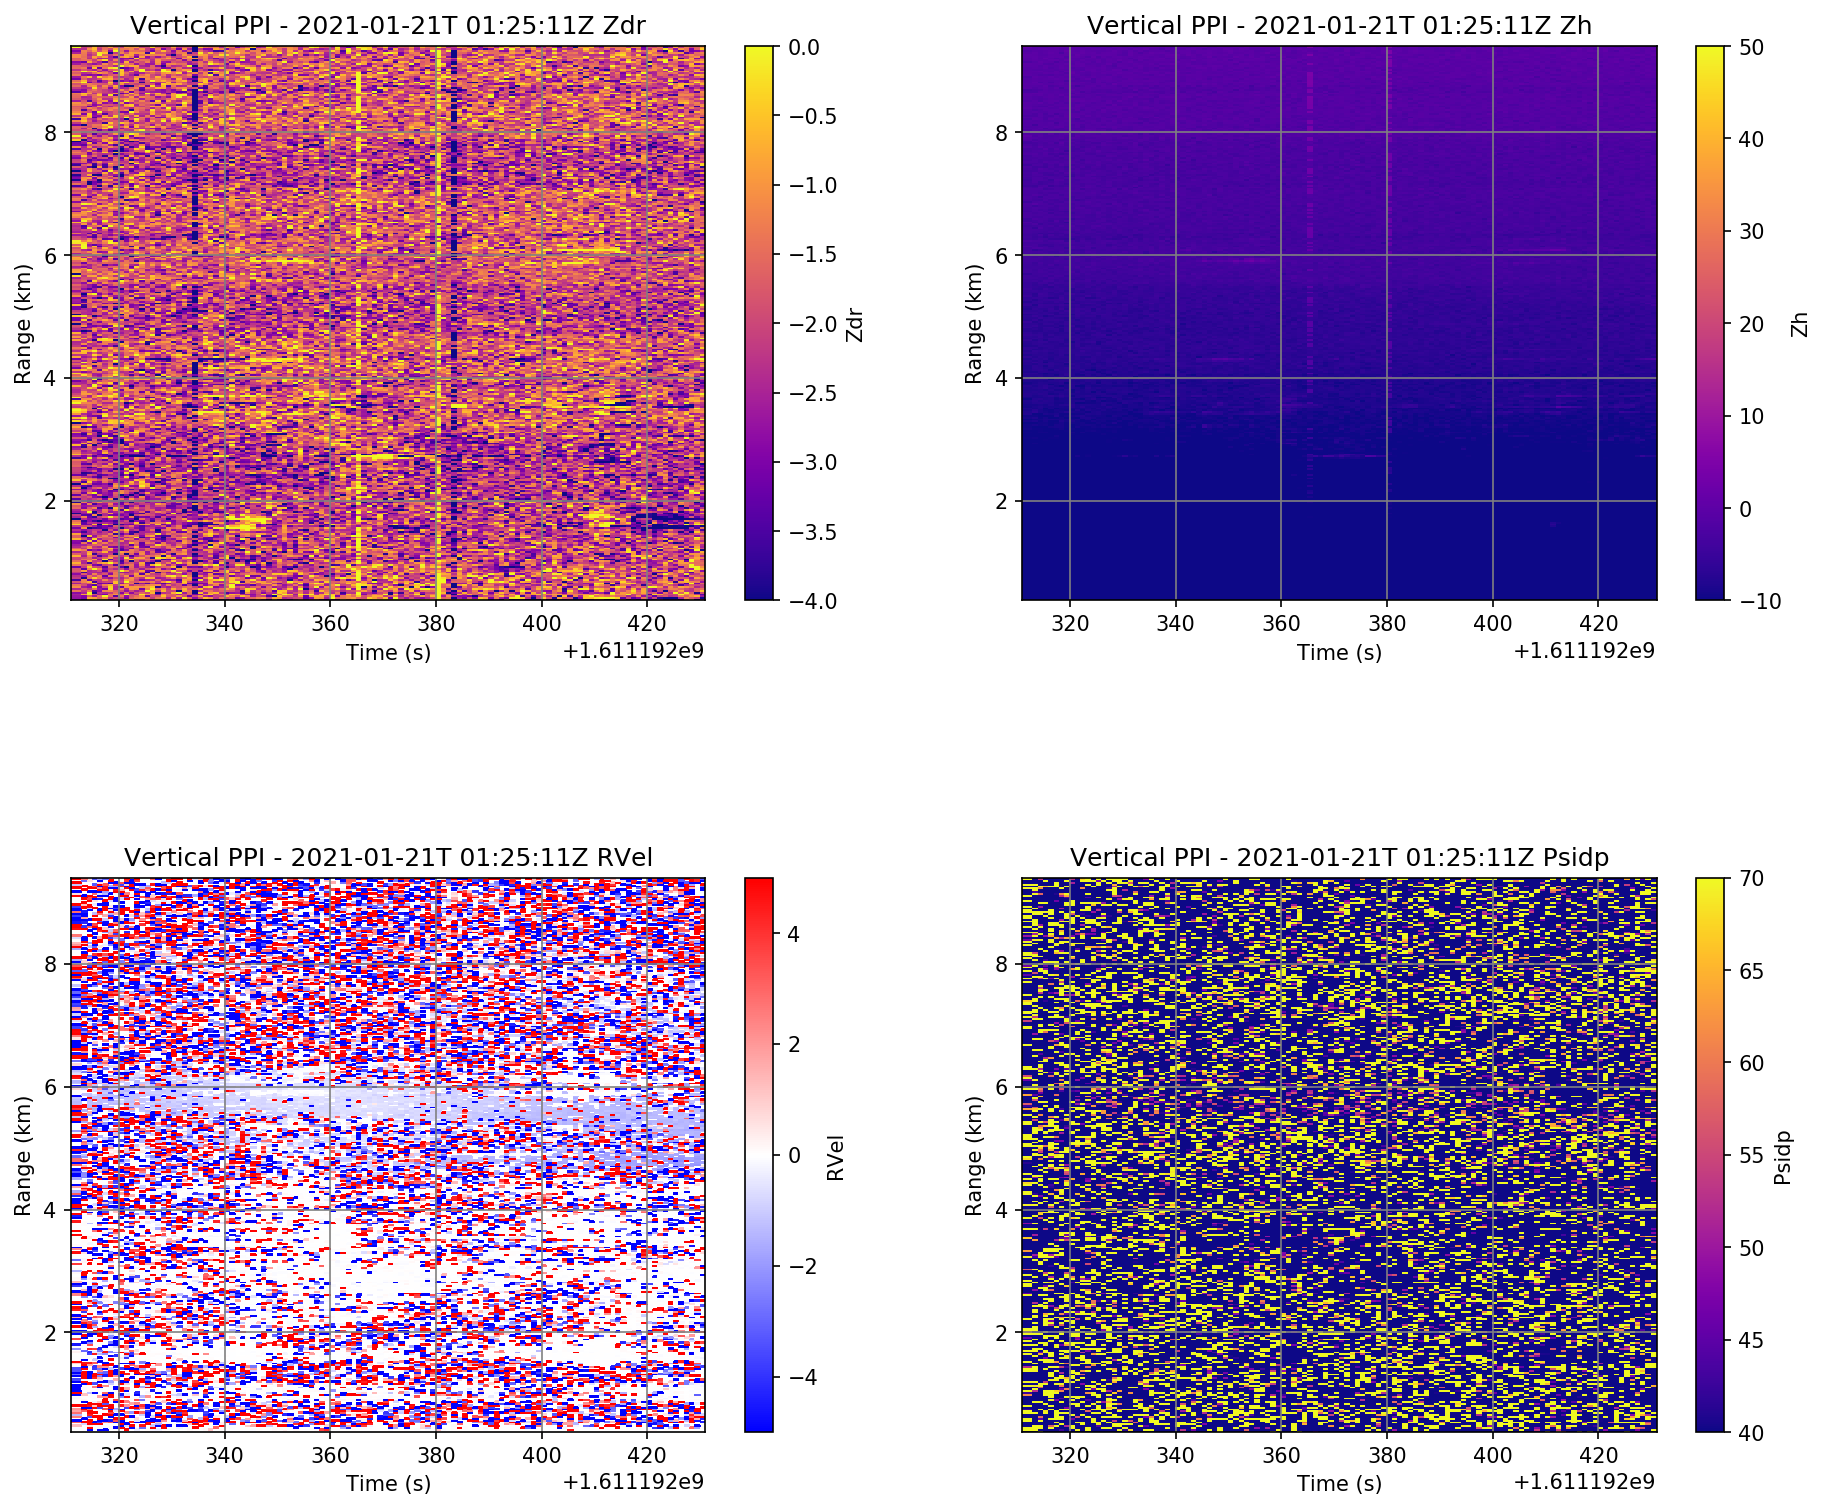 Vertical PPI - 2021-01-21T 01:25:11Z Zdr
Range (km)
8
6
4
2
320 340 360 380 400 420
Time (s)
+1.611192e9
0.0
−0.5
−1.0
−1.5
−2.0
−2.5
−3.0
−3.5
−4.0
Zdr
Vertical PPI - 2021-01-21T 01:25:11Z Zh
Range (km)
8
6
4
2
320 340 360 380 400 420
Time (s)
+1.611192e9
50
40
30
20
10
0
−10
Zh
Vertical PPI - 2021-01-21T 01:25:11Z RVel
Range (km)
8
6
4
2
320 340 360 380 400 420
Time (s)
+1.611192e9
4
2
0
−2
−4
RVel
Vertical PPI - 2021-01-21T 01:25:11Z Psidp
Range (km)
8
6
4
2
320 340 360 380 400 420
Time (s)
+1.611192e9
70
65
60
55
50
45
40
Psidp